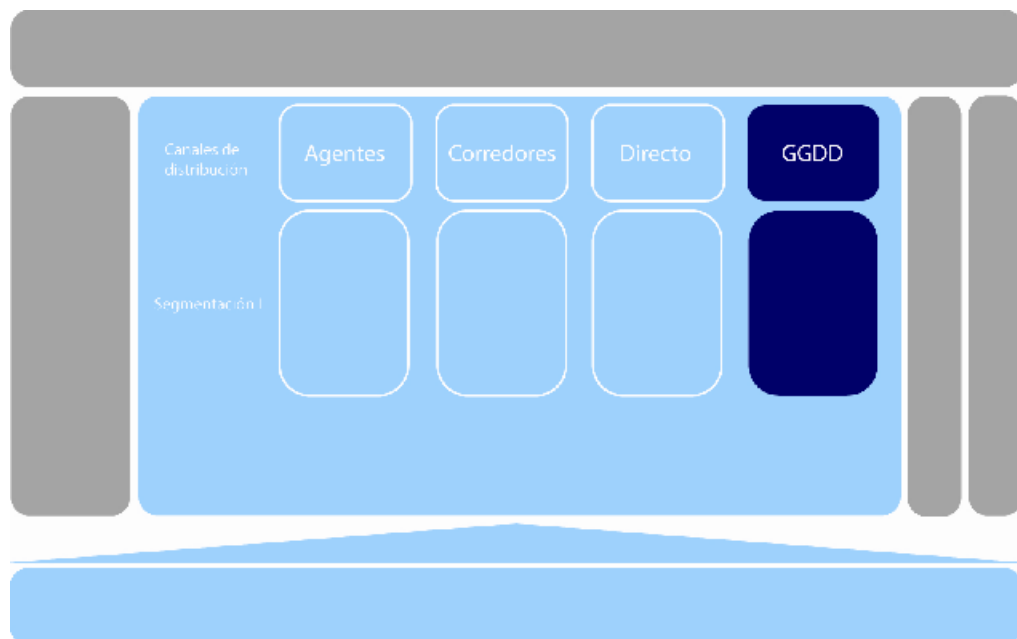 Canales de
distribución
Agentes
Corredores
Directo
GGDD
Segmentación I